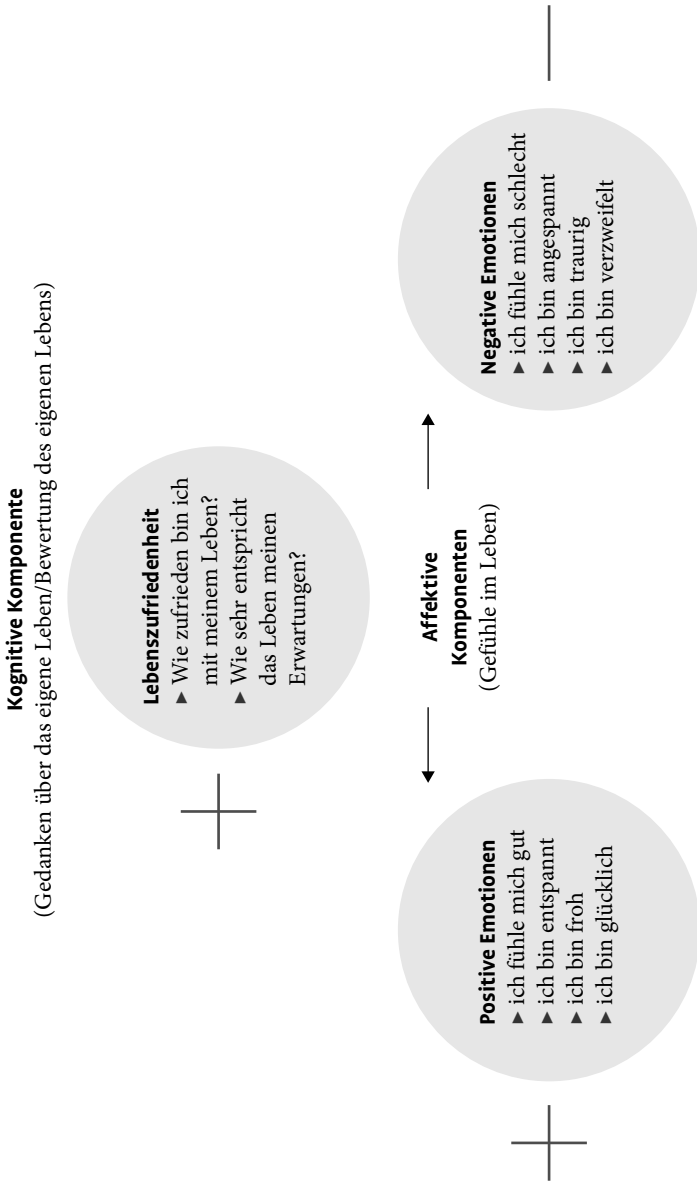 Kognitive Komponente
(Gedanken über das eigene Leben/Bewertung des eigenen Lebens)
Lebenszufriedenheit
▶ Wie zufrieden bin ich
mit meinem Leben?
▶ Wie sehr entspricht
das Leben meinen
Erwartungen?
Affektive
Komponenten
(Gefühle im Leben)
Positive Emotionen
▶ ich fühle mich gut
▶ ich bin entspannt
▶ ich bin froh
▶ ich bin glücklich
Negative Emotionen
▶ ich fühle mich schlecht
▶ ich bin angespannt
▶ ich bin traurig
▶ ich bin verzweifelt